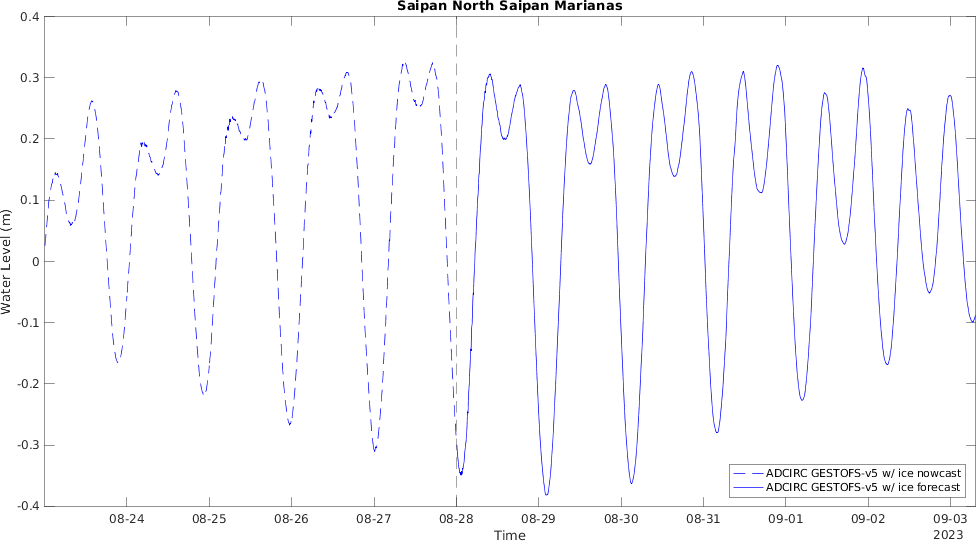 Saipan North Saipan Marianas
0.4
0.3
0.2
0.1
0
-0.1
-0.2
-0.3
-0.4
Water Level (m)
ADCIRC GESTOFS-v5 w/ ice nowcast
ADCIRC GESTOFS-v5 w/ ice forecast
08-24 08-25 08-26 08-27 08-28 08-29 08-30 08-31 09-01 09-02 09-03
Time
2023